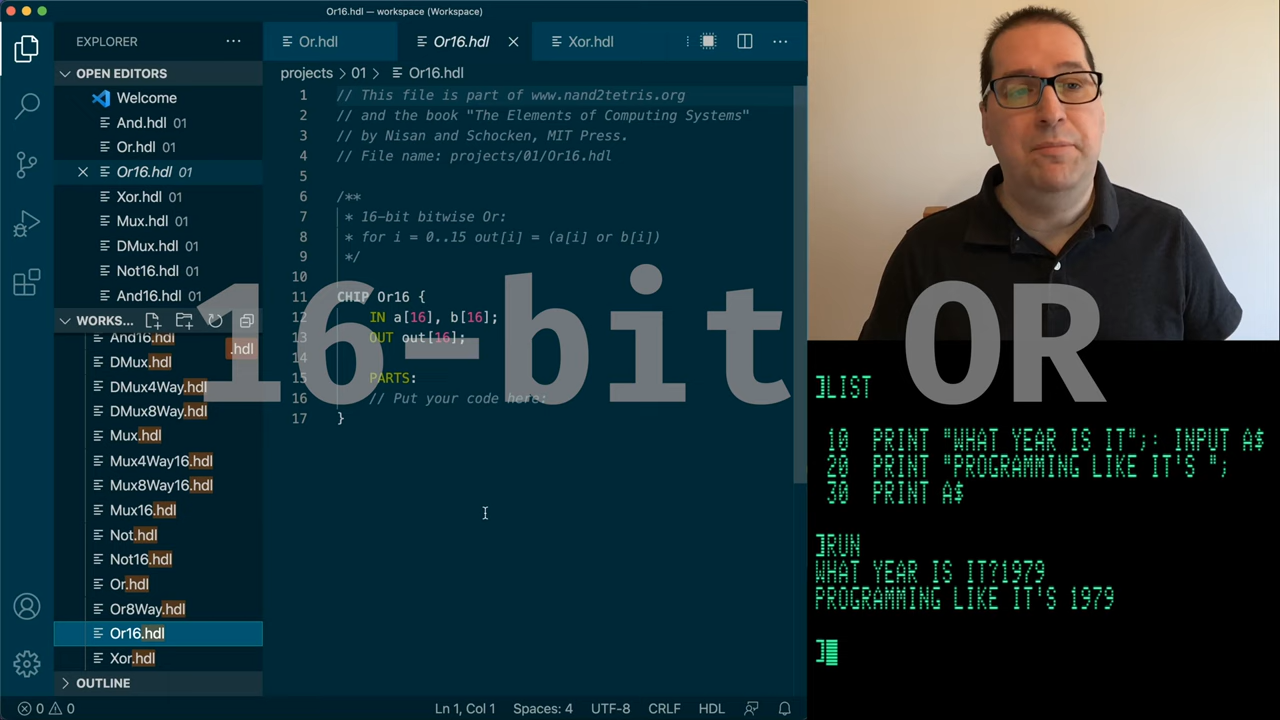 Or16.hdl — workspace (Workspace)
EXPLORER
OPEN EDITORS
Welcome
And.hdl 01
Or.hdl 01
Or16.hdl 01
Xor.hdl 01
Mux.hdl 01
DMux.hdl 01
Not16.hdl 01
And16.hdl 01
WORKS...
And16.hdl
.hdl
DMux.hdl
DMux4Way.hdl
DMux8Way.hdl
Mux.hdl
Mux4Way16.hdl
Mux8Way16.hdl
Mux16.hdl
Not.hdl
Not16.hdl
Or.hdl
Or8Way.hdl
Or16.hdl
Xor.hdl
OUTLINE
Or.hdl Or16.hdl Xor.hdl
projects > 01 > Or16.hdl
1 // This file is part of www.nand2tetris.org
2 // and the book "The Elements of Computing Systems"
3 // by Nisan and Schocken, MIT Press.
4 // File name: projects/01/Or16.hdl
5
6 /**
7 * 16-bit bitwise Or:
8 * for i = 0..15 out[i] = (a[i] or b[i])
9 */
10
11 CHIP Or16 {
12 IN a[16], b[16];
13 OUT out[16];
14
15 PARTS:
16 // Put your code here:
17 }
16-bit OR
]LIST
10 PRINT "WHAT YEAR IS IT";: INPUT A$
20 PRINT "PROGRAMMING LIKE IT'S ";
30 PRINT A$
]RUN
WHAT YEAR IS IT?1979
PROGRAMMING LIKE IT'S 1979
]
0 0 Ln 1, Col 1 Spaces: 4 UTF-8 CRLF HDL